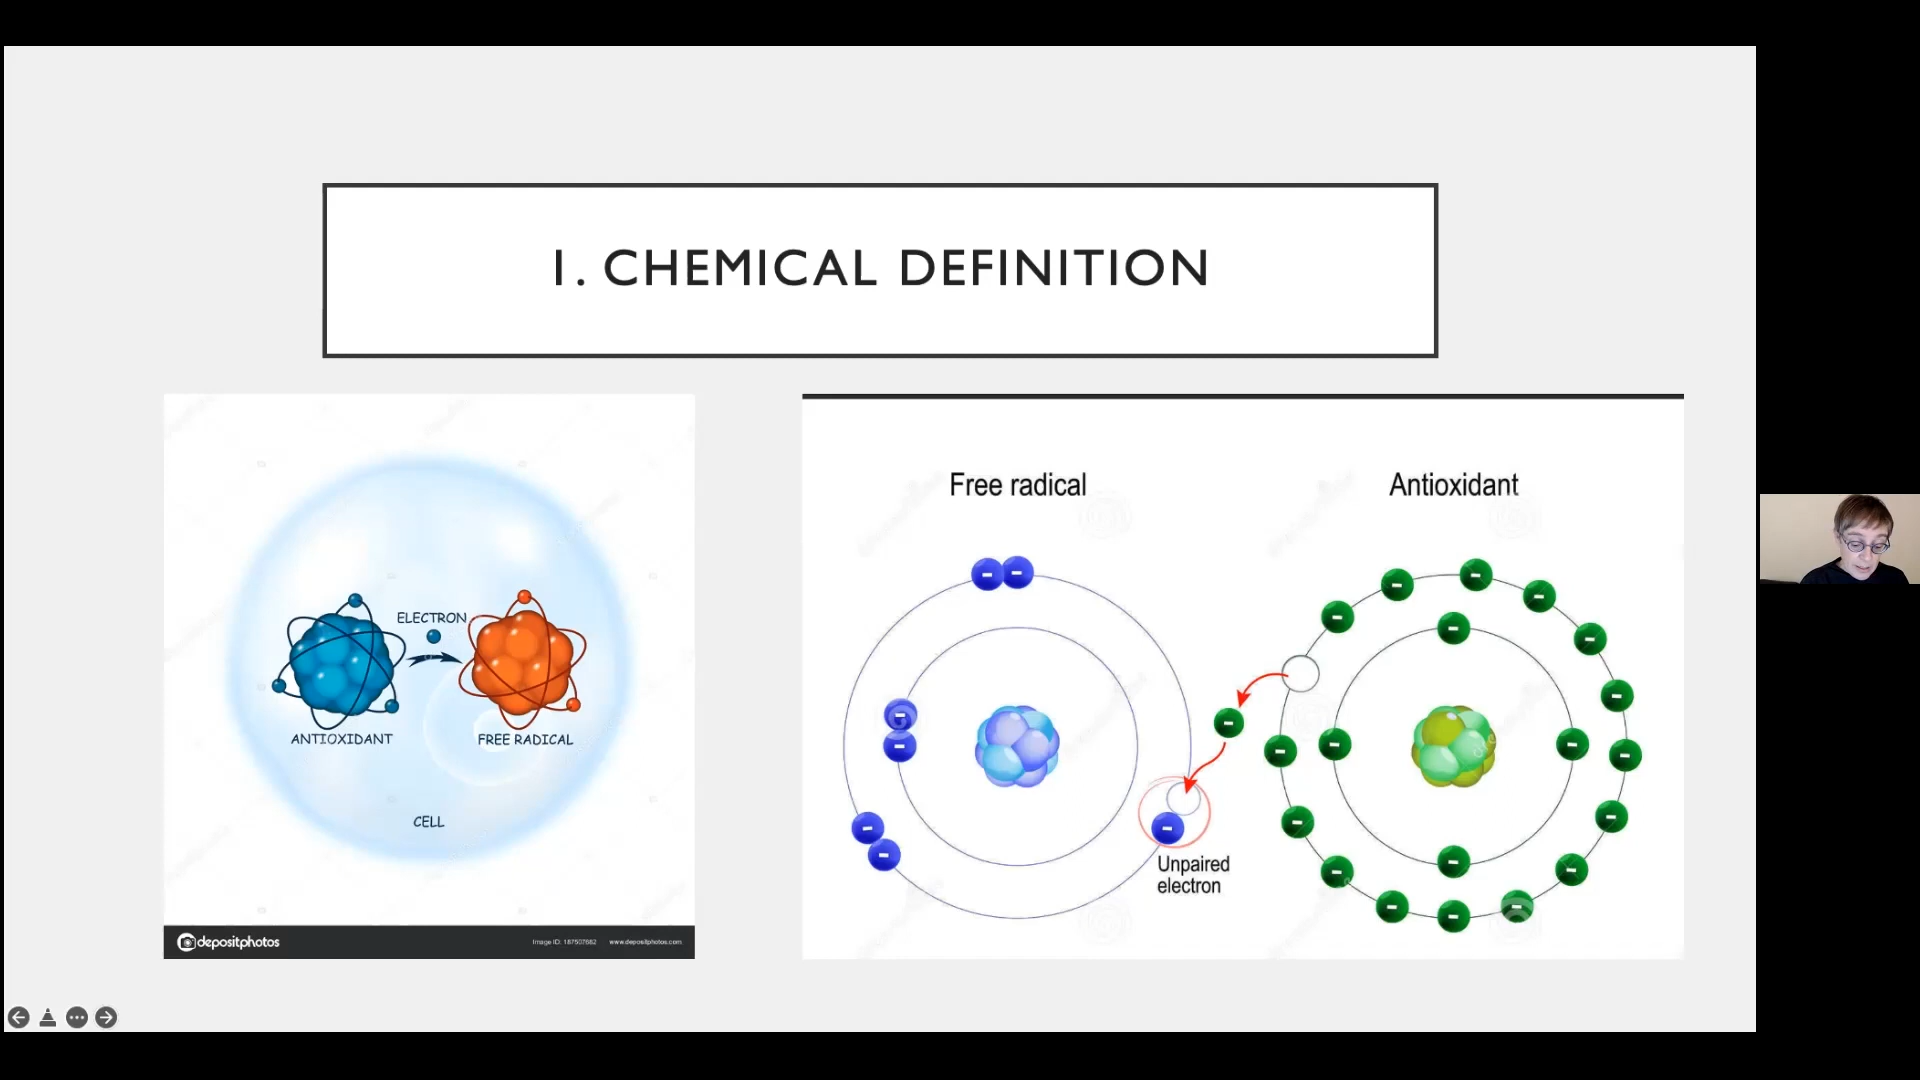 1. CHEMICAL DEFINITION
ELECTRON
ANTIOXIDANT
FREE RADICAL
CELL
depositphotos
Image ID: 187507682 www.depositphotos.com
Free radical
Antioxidant
Unpaired
electron